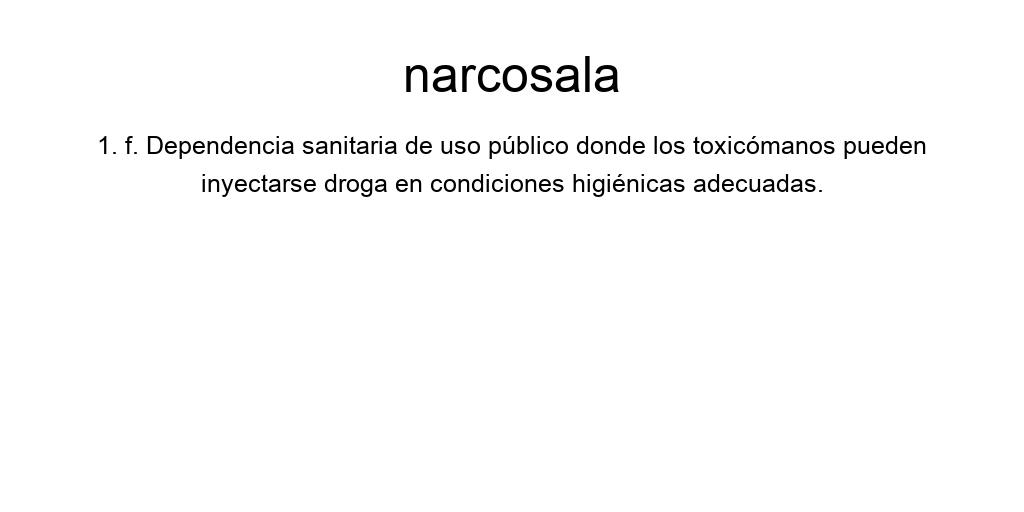 narcosala
1. f. Dependencia sanitaria de uso público donde los toxicómanos pueden
inyectarse droga en condiciones higiénicas adecuadas.